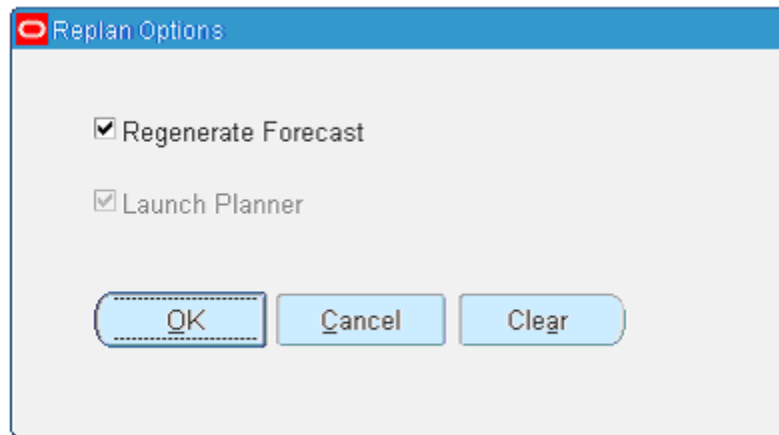 Replan Options
Regenerate Forecast
Launch Planner
OK Cancel Clear